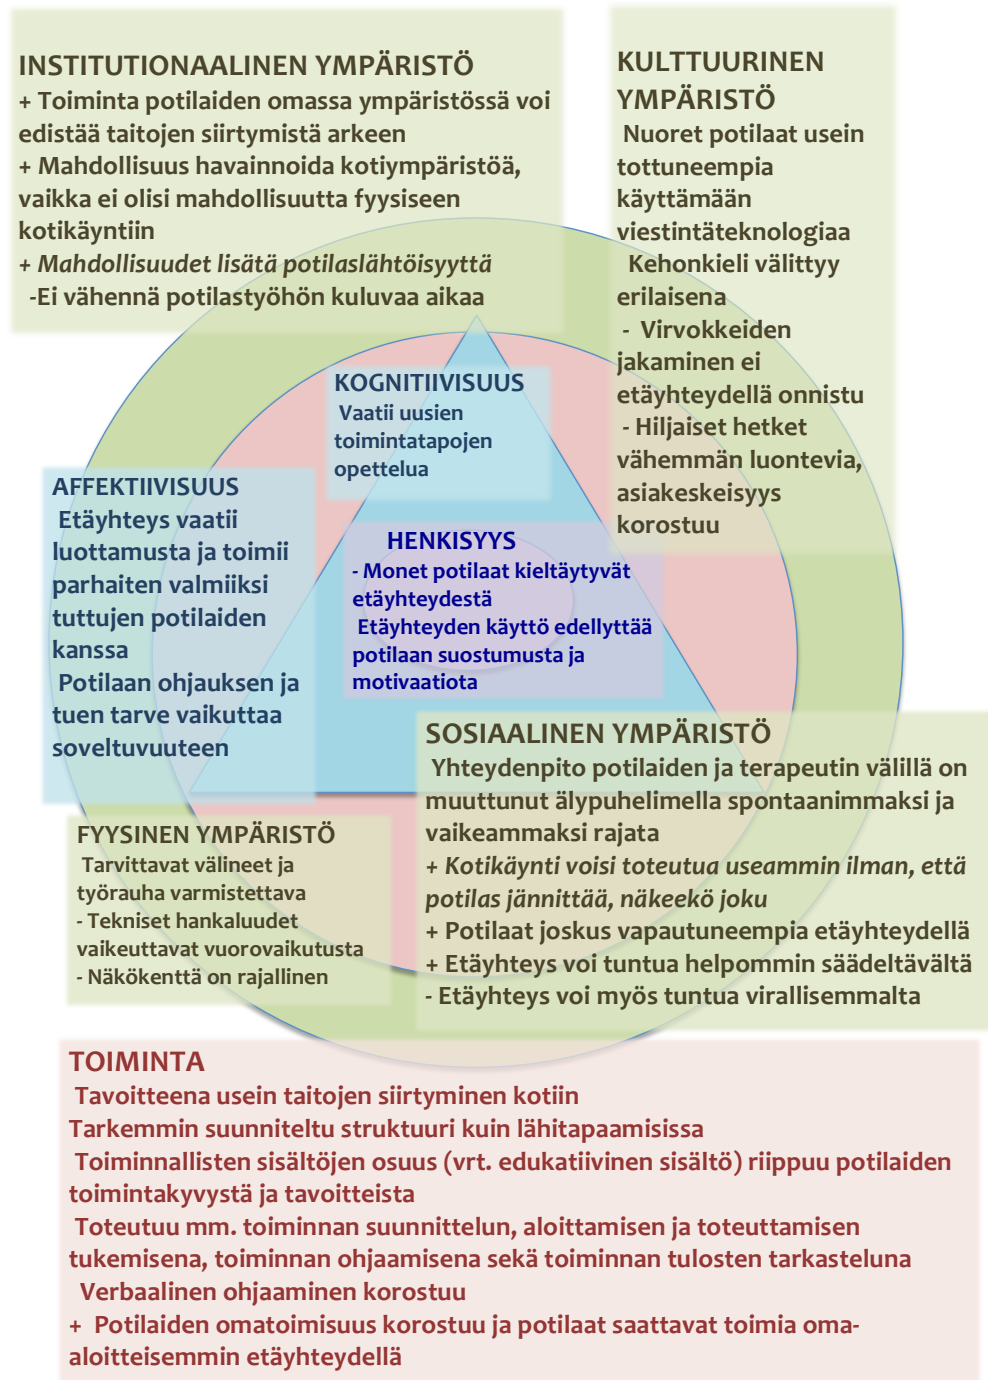 INSTITUTIONAALINEN YMPÄRISTÖ
+ Toiminta potilaiden omassa ympäristössä voi
edistää taitojen siirtymistä arkeen
+ Mahdollisuus havainnoida kotiympäristöä,
vaikka ei olisi mahdollisuutta fyysiseen
kotikäyntiin
+ Mahdollisuudet lisätä potilaslähtöisyyttä
-Ei vähennä potilastyöhön kuluvaa aikaa
KULTTUURINEN
YMPÄRISTÖ
Nuoret potilaat usein
tottuneempia
käyttämään
viestintäteknologiaa
Kehonkieli välittyy
erilaisena
- Virvokkeiden
jakaminen ei
etäyhteydellä onnistu
- Hiljaiset hetket
vähemmän luontevia,
asiakeskeisyys
korostuu
KOGNITIIVISUUS
Vaatii uusien
toimintatapojen
opettelua
AFFEKTIIVISUUS
Etäyhteys vaatii
luottamusta ja toimii
parhaiten valmiiksi
tuttujen potilaiden
kanssa
Potilaan ohjauksen ja
tuen tarve vaikuttaa
soveltuvuuteen
HENKISYYS
- Monet potilaat kieltäytyvät
etäyhteydestä
Etäyhteyden käyttö edellyttää
potilaan suostumusta ja
motivaatiota
SOSIAALINEN YMPÄRISTÖ
Yhteydenpito potilaiden ja terapeutin välillä on
muuttunut älypuhelimella spontaanimmaksi ja
vaikeammaksi rajata
+ Kotikäynti voisi toteutua useammin ilman, että
potilas jännittää, näkeekö joku
+ Potilaat joskus vapautuneempia etäyhteydellä
+ Etäyhteys voi tuntua helpommin säädeltävältä
- Etäyhteys voi myös tuntua virallisemmalta
FYYSINEN YMPÄRISTÖ
Tarvittavat välineet ja
työrauha varmistettava
- Tekniset hankaluudet
vaikeuttavat vuorovaikutusta
- Näkökenttä on rajallinen
TOIMINTA
Tavoitteena usein taitojen siirtyminen kotiin
Tarkemmin suunniteltu struktuuri kuin lähitapaamisissa
Toiminnallisten sisältöjen osuus (vrt. edukatiivinen sisältö) riippuu potilaiden
toimintakyvystä ja tavoitteista
Toteutuu mm. toiminnan suunnittelun, aloittamisen ja toteuttamisen
tukemisena, toiminnan ohjaamisena sekä toiminnan tulosten tarkasteluna
Verbaalinen ohjaaminen korostuu
+ Potilaiden omatoimisuus korostuu ja potilaat saattavat toimia oma-
aloitteisemmin etäyhteydellä